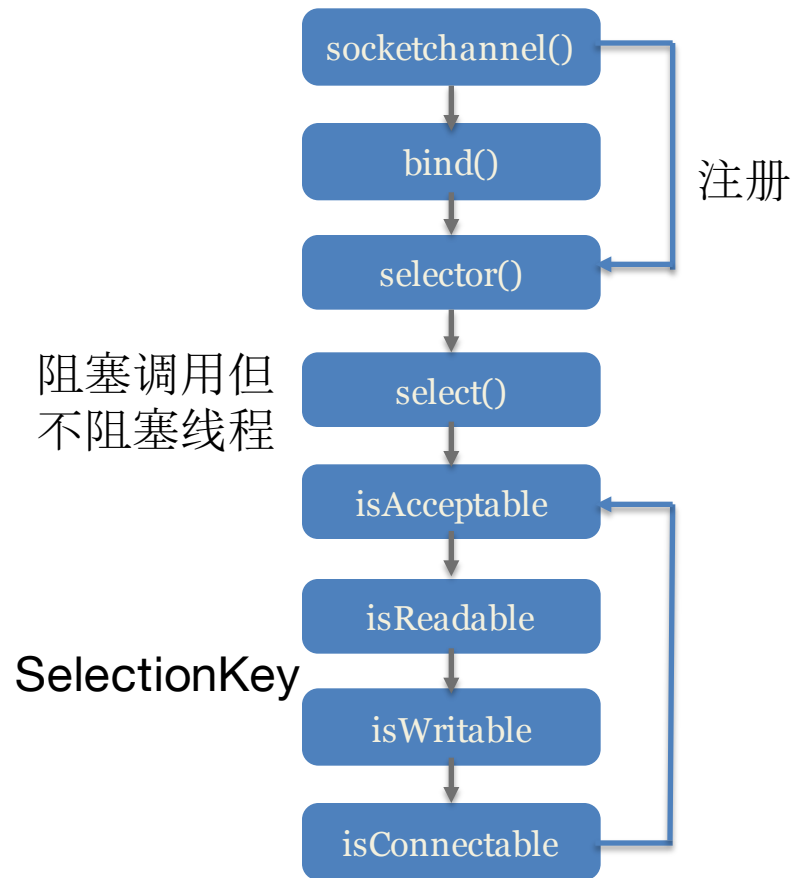 socketchannel()
bind()
注册
selector()
阻塞调用但
不阻塞线程
select()
isAcceptable
isReadable
SelectionKey
isWritable
isConnectable